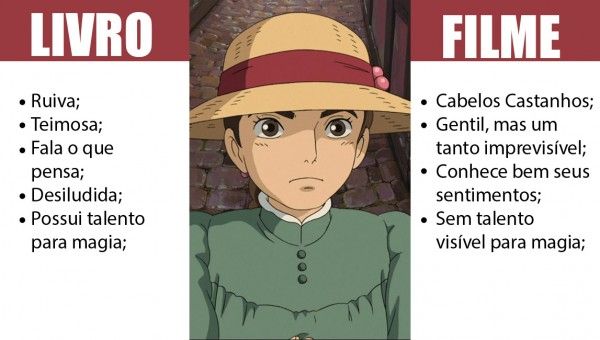 LIVRO
• Ruiva;
• Teimosa;
• Fala o que
pensa;
• Desiludida;
• Possui talento
para magia;
FILME
• Cabelos Castanhos;
• Gentil, mas um
tanto imprevisível;
• Conhece bem seus
sentimentos;
• Sem talento
visível para magia;